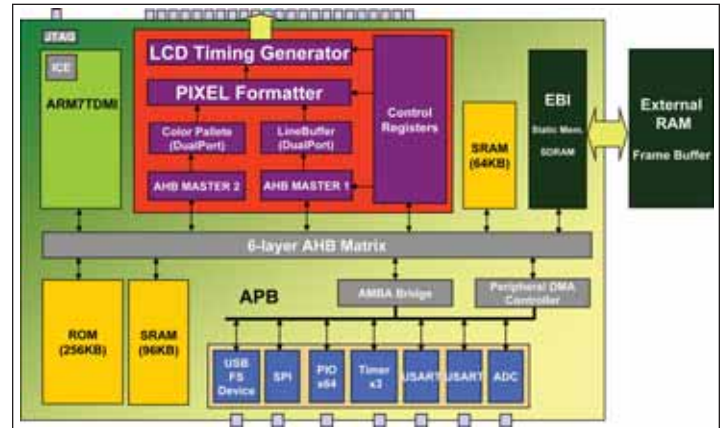 JTAG
ICE
ARM7TDMI
LCD Timing Generator
PIXEL Formatter
Color Pallete
(DualPort)
LineBuffer
(DualPort)
AHB MASTER 2
AHB MASTER 1
Control
Registers
SRAM
(64KB)
EBI
Static Mem.
SDRAM
External
RAM
Frame Buffer
6-layer AHB Matrix
ROM
(256KB)
SRAM
(96KB)
APB
AMBA Bridge
Peripheral DMA
Controller
USB
FS
Device
SPI
PIO
x64
Timer
x3
USART
USART
ADC